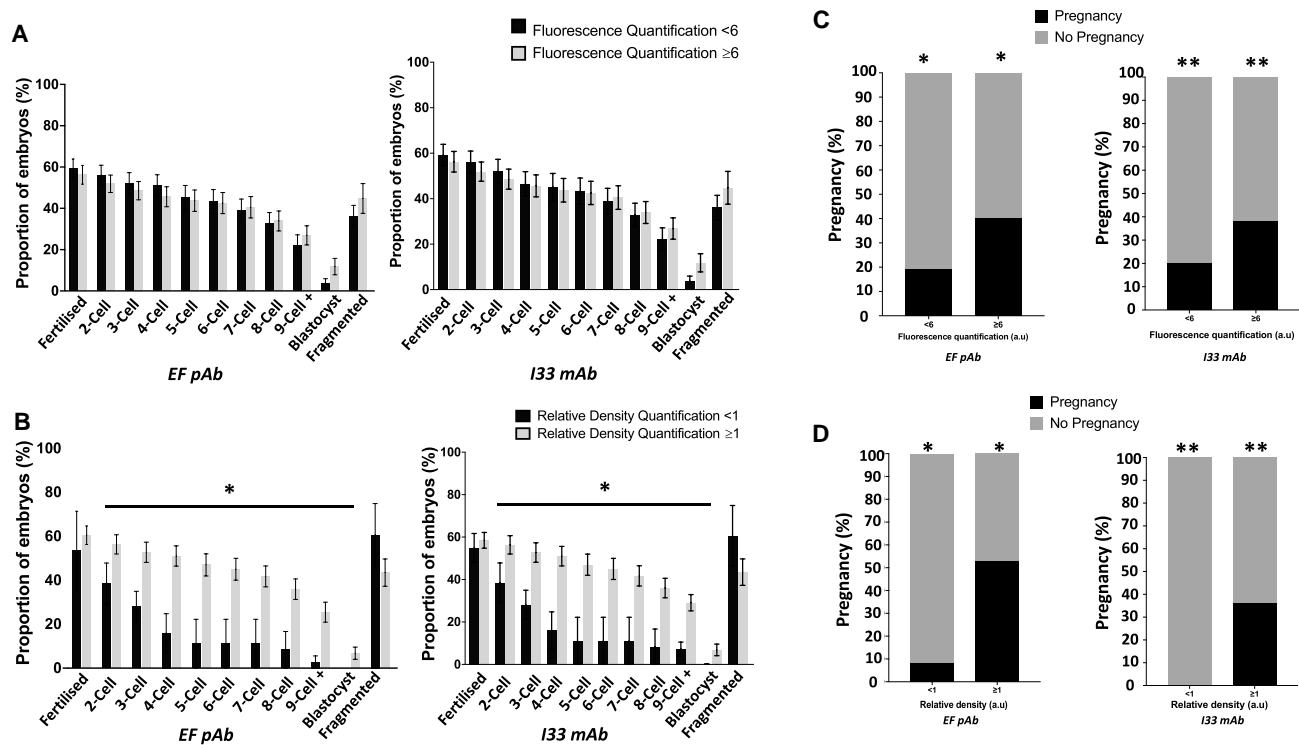 A
Fluorescence Quantification <6
Fluorescence Quantification ≥6
Proportion of embryos (%)
100
80
60
40
20
0
Fertilised
2-Cell
3-Cell
4-Cell
5-Cell
6-Cell
7-Cell
8-Cell
9-Cell +
Blastocyst
Fragmented
EF pAb
Proportion of embryos (%)
100
80
60
40
20
0
Fertilised
2-Cell
3-Cell
4-Cell
5-Cell
6-Cell
7-Cell
8-Cell
9-Cell +
Blastocyst
Fragmented
I33 mAb
B
Relative Density Quantification <1
Relative Density Quantification ≥1
Proportion of embryos (%)
100
80
60
40
20
0
*
Fertilised
2-Cell
3-Cell
4-Cell
5-Cell
6-Cell
7-Cell
8-Cell
9-Cell +
Blastocyst
Fragmented
EF pAb
Proportion of embryos (%)
100
80
60
40
20
0
*
Fertilised
2-Cell
3-Cell
4-Cell
5-Cell
6-Cell
7-Cell
8-Cell
9-Cell +
Blastocyst
Fragmented
I33 mAb
C
Pregnancy
No Pregnancy
Pregnancy (%)
100
90
80
70
60
50
40
30
20
10
0
* *
<6 ≥6
Fluorescence quantification (a.u)
EF pAb
Pregnancy (%)
100
90
80
70
60
50
40
30
20
10
0
** **
<6 ≥6
Fluorescence quantification (a.u)
I33 mAb
D
Pregnancy
No Pregnancy
Pregnancy (%)
100
90
80
70
60
50
40
30
20
10
0
* *
<1 ≥1
Relative density (a.u)
EF pAb
Pregnancy (%)
100
90
80
70
60
50
40
30
20
10
0
** **
<1 ≥1
Relative density (a.u)
I33 mAb